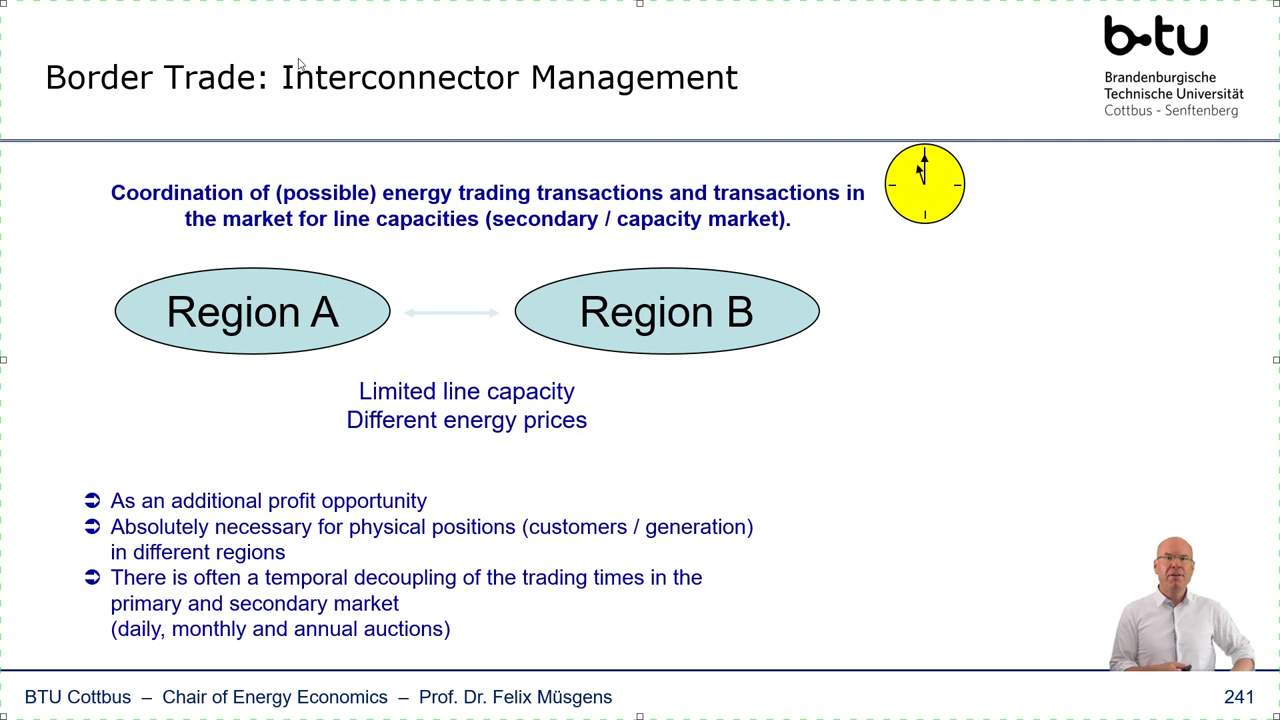 Border Trade: Interconnector Management
b-tu
Brandenburgische
Technische Universität
Cottbus - Senftenberg
Coordination of (possible) energy trading transactions and transactions in
the market for line capacities (secondary / capacity market).
Region A
Region B
Limited line capacity
Different energy prices
As an additional profit opportunity
Absolutely necessary for physical positions (customers / generation)
in different regions
There is often a temporal decoupling of the trading times in the
primary and secondary market
(daily, monthly and annual auctions)
BTU Cottbus – Chair of Energy Economics – Prof. Dr. Felix Müsgens
241